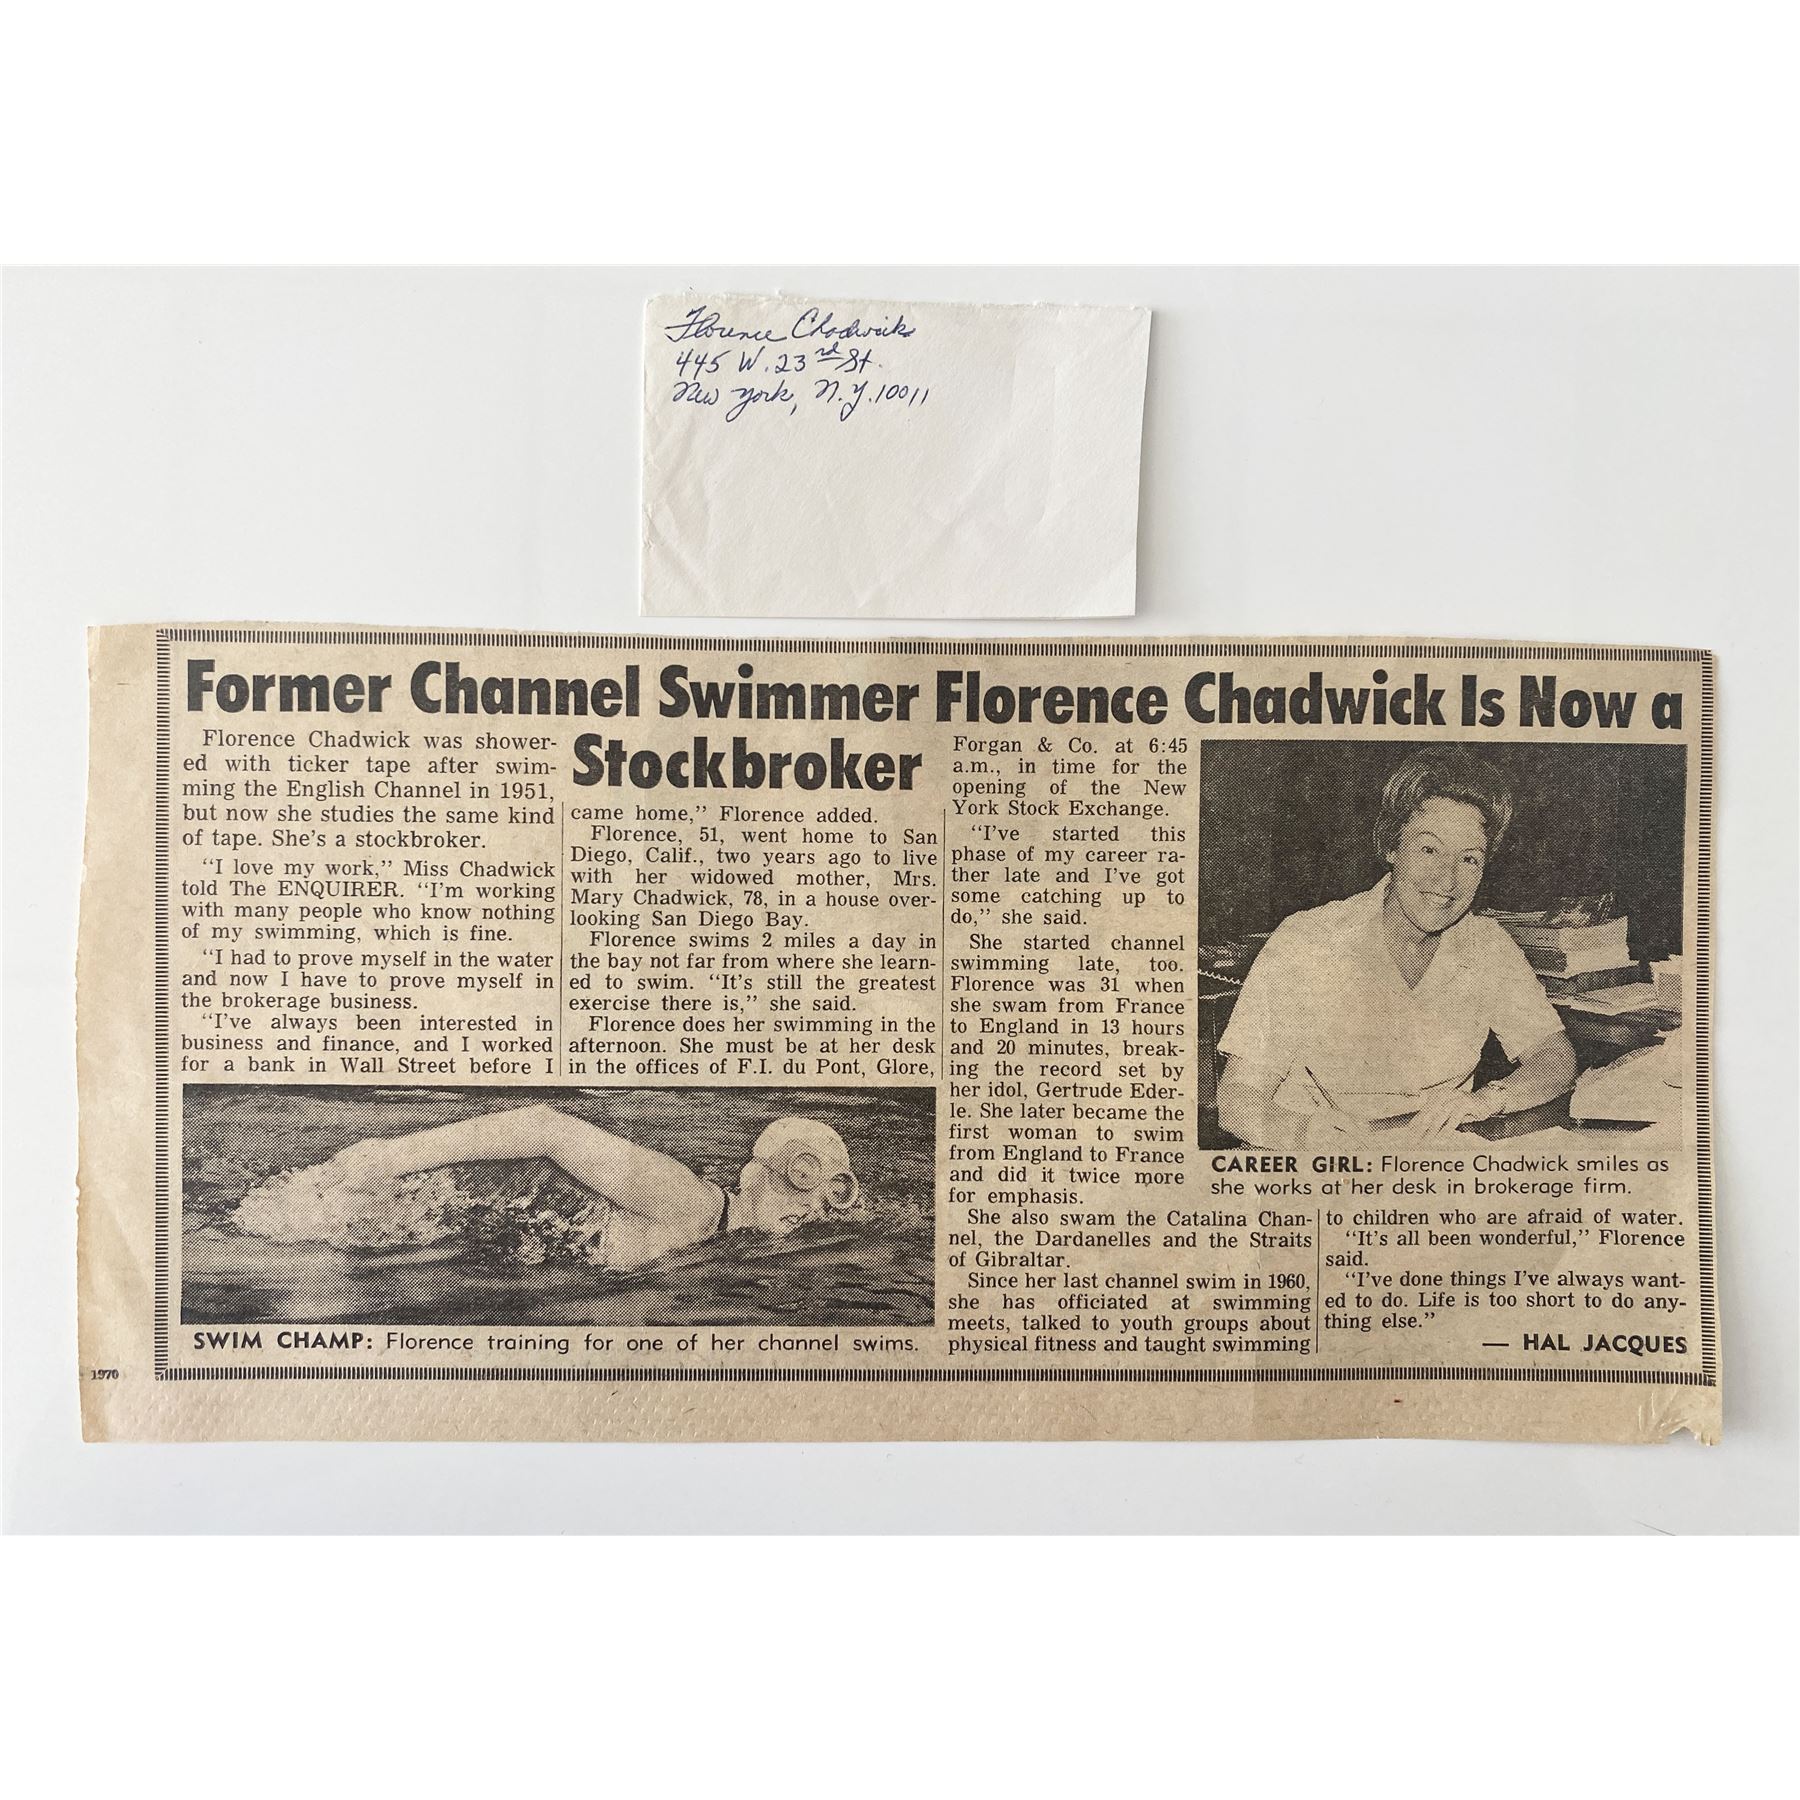 Florence Chadwick
445 W. 23rd St.
New York, N.Y. 10011
Former Channel Swimmer Florence Chadwick Is Now a
Stockbroker
Florence Chadwick was shower-
ed with ticker tape after swim-
ming the English Channel in 1951,
but now she studies the same kind
of tape. She's a stockbroker.
"I love my work," Miss Chadwick
told The ENQUIRER. "I'm working
with many people who know nothing
of my swimming, which is fine.
"I had to prove myself in the water
and now I have to prove myself in
the brokerage business.
"I've always been interested in
business and finance, and I worked
for a bank in Wall Street before I
came home," Florence added.
Florence, 51, went home to San
Diego, Calif., two years ago to live
with her widowed mother, Mrs.
Mary Chadwick, 78, in a house over-
looking San Diego Bay.
Florence swims 2 miles a day in
the bay not far from where she learn-
ed to swim. "It's still the greatest
exercise there is," she said.
Florence does her swimming in the
afternoon. She must be at her desk
in the offices of F.I. du Pont, Glore,
Forgan & Co. at 6:45
a.m., in time for the
opening of the New
York Stock Exchange.
"I've started this
phase of my career ra-
ther late and I've got
some catching up to
do," she said.
She started channel
swimming late, too.
Florence was 31 when
she swam from France
to England in 13 hours
and 20 minutes, break-
ing the record set by
her idol, Gertrude Eder-
le. She later became the
first woman to swim
from England to France
and did it twice more
for emphasis.
She also swam the Catalina Chan-
nel, the Dardanelles and the Straits
of Gibraltar.
Since her last channel swim in 1960,
she has officiated at swimming
meets, talked to youth groups about
physical fitness and taught swimming
to children who are afraid of water.
"It's all been wonderful," Florence
said.
"I've done things I've always want-
ed to do. Life is too short to do any-
thing else."
— HAL JACQUES
CAREER GIRL: Florence Chadwick smiles as
she works at her desk in brokerage firm.
SWIM CHAMP: Florence training for one of her channel swims.
1970